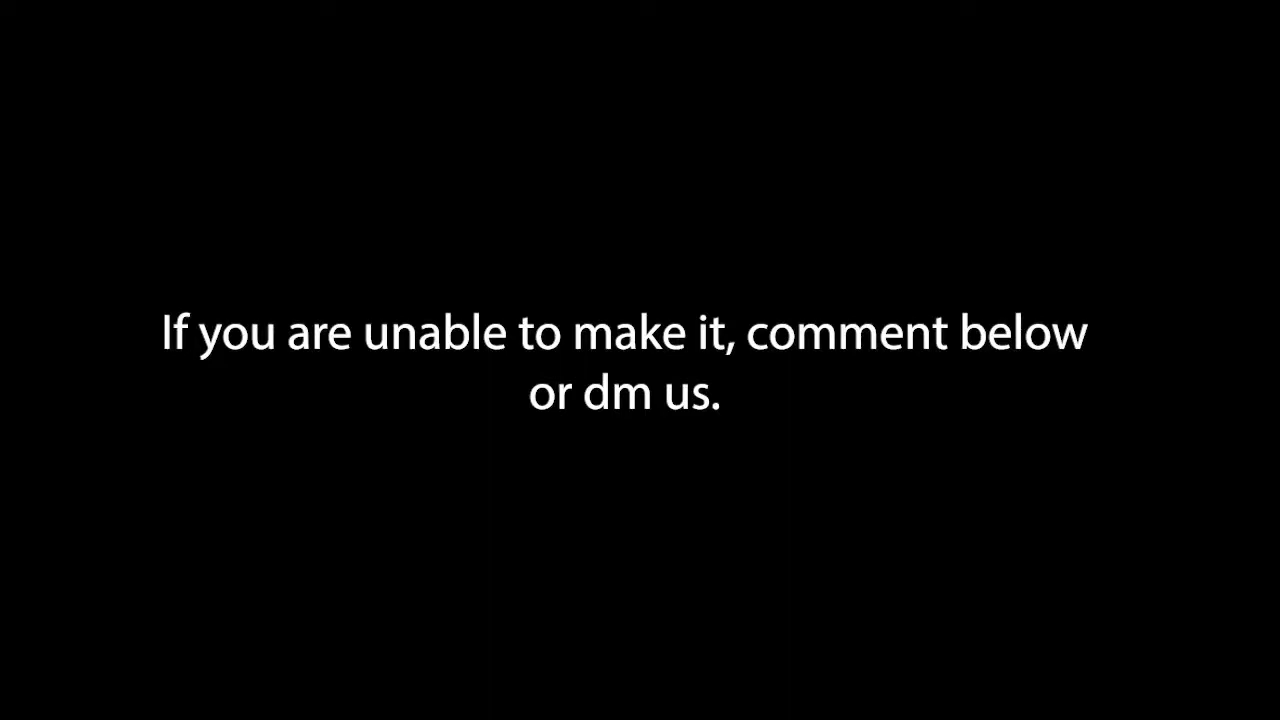 If you are unable to make it, comment below
or dm us.